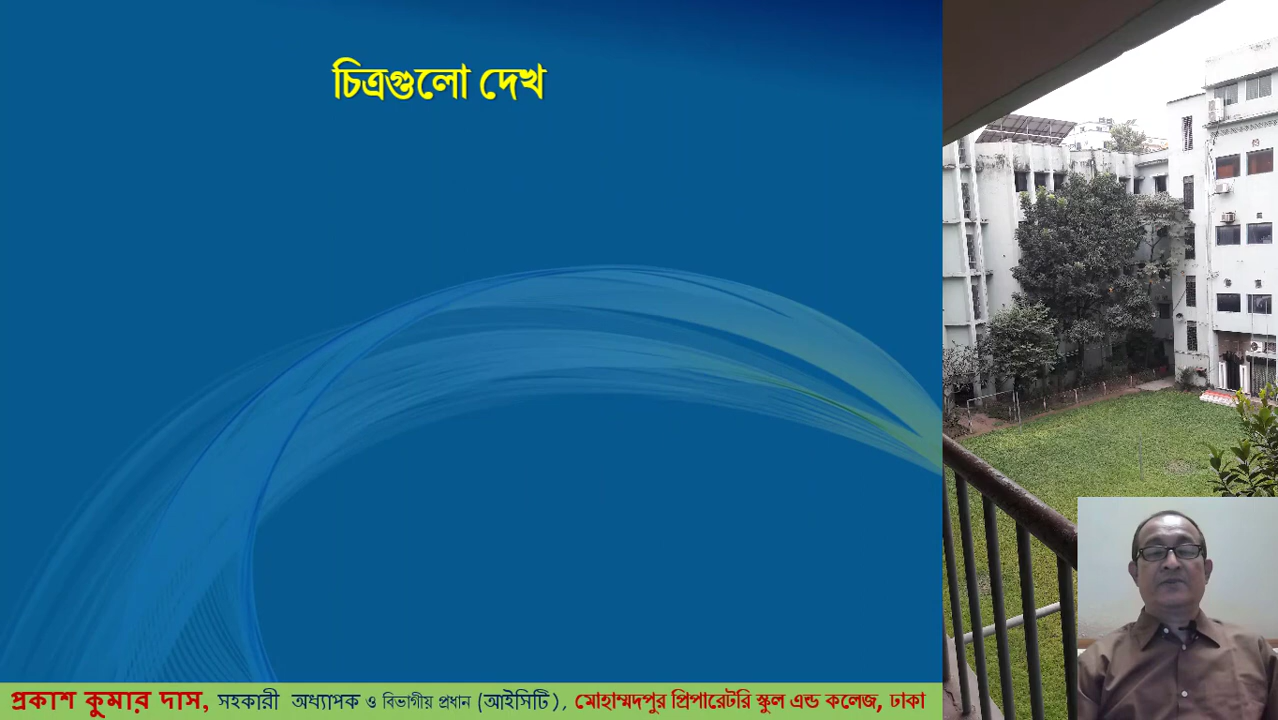 চিত্রগুলো দেখ
প্রকাশ কুমার দাস, সহকারী অধ্যাপক ও বিভাগীয় প্রধান (আইসিটি), মোহাম্মদপুর প্রিপারেটরি স্কুল এন্ড কলেজ, ঢাকা